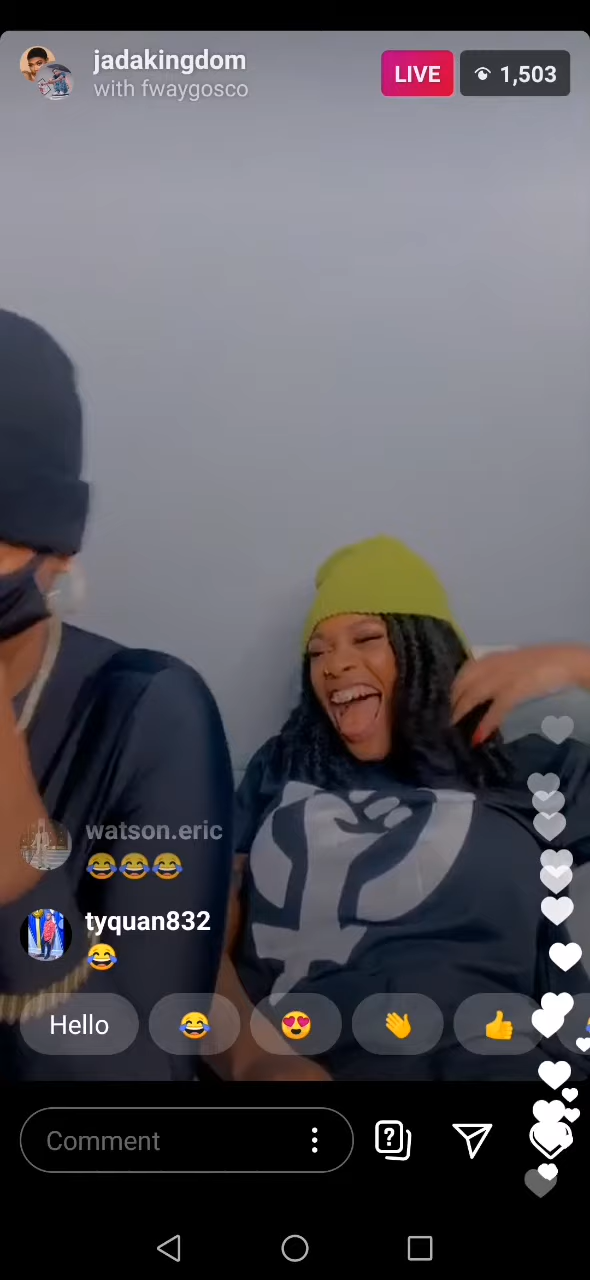 jadakingdom
with fwaygosco
LIVE
1,503
watson.eric
😂😂😂
tyquan832
😂
Hello
Comment